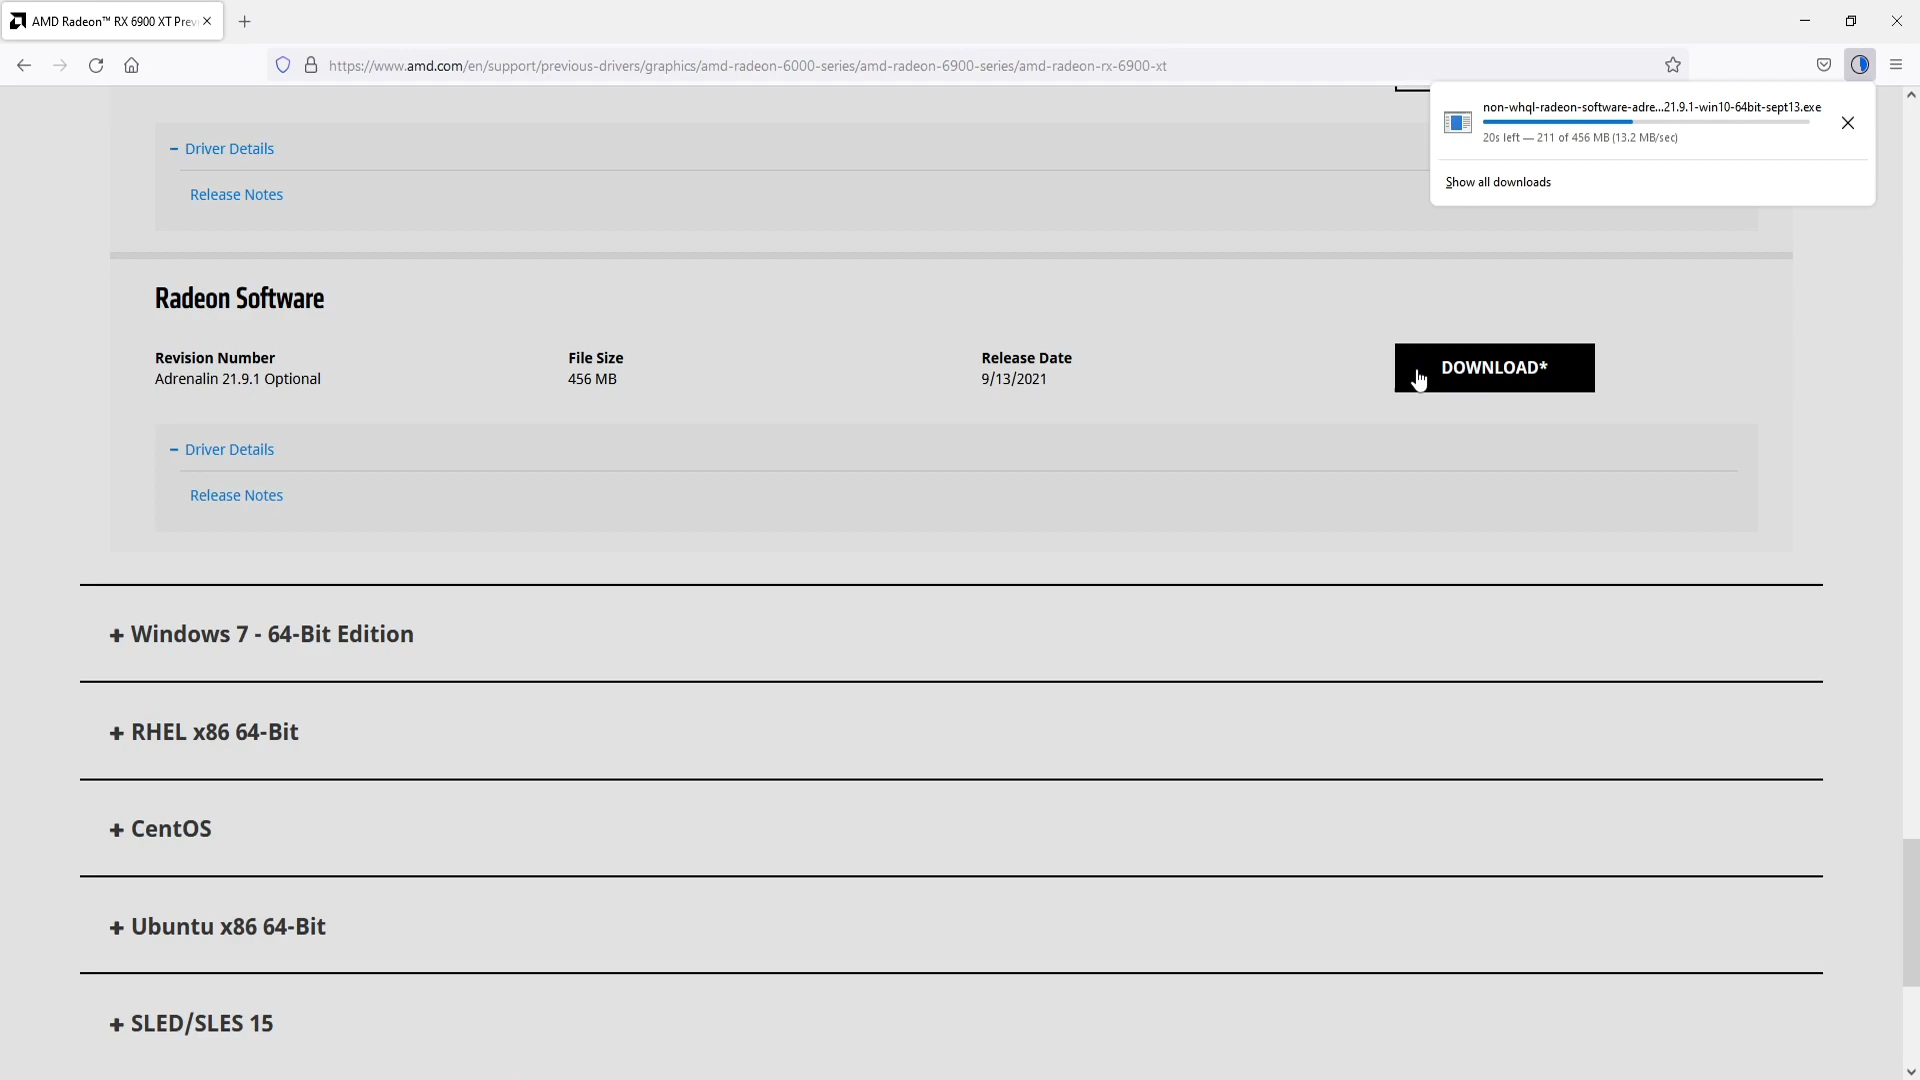 AMD Radeon™ RX 6900 XT Previ
https://www.amd.com/en/support/previous-drivers/graphics/amd-radeon-6000-series/amd-radeon-6900-series/amd-radeon-rx-6900-xt
non-whql-radeon-software-adre...21.9.1-win10-64bit-sept13.exe
20s left — 211 of 456 MB (13.2 MB/sec)
Show all downloads
− Driver Details
Release Notes
Radeon Software
Revision Number
Adrenalin 21.9.1 Optional
File Size
456 MB
Release Date
9/13/2021
DOWNLOAD*
− Driver Details
Release Notes
+ Windows 7 - 64-Bit Edition
+ RHEL x86 64-Bit
+ CentOS
+ Ubuntu x86 64-Bit
+ SLED/SLES 15